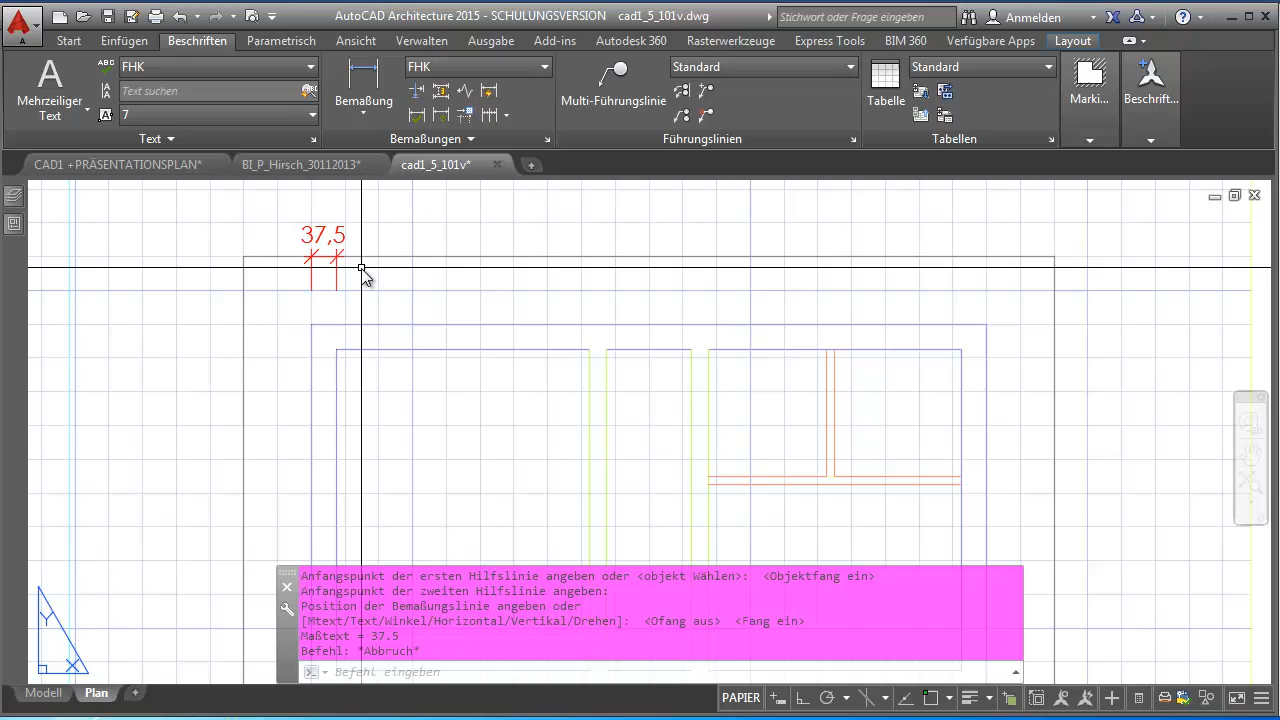 AutoCAD Architecture 2015 - SCHULUNGSVERSION cad1_5_101v.dwg
Stichwort oder Frage eingeben
Anmelden
A
Start Einfügen Beschriften Parametrisch Ansicht Verwalten Ausgabe Add-ins Autodesk 360 Rasterwerkzeuge Express Tools BIM 360 Verfügbare Apps Layout
A
Mehrzeiliger
Text
ABC
FHK
Text suchen
7
Text
Bemaßung
FHK
Bemaßungen
Multi-Führungslinie
Standard
Führungslinien
Tabelle
Standard
Tabellen
Marki...
Beschrift...
CAD1 +PRÄSENTATIONSPLAN* BI_P_Hirsch_30112013* cad1_5_101v*
37,5
Anfangspunkt der ersten Hilfslinie angeben oder <objekt Wählen>: <Objektfang ein>
Anfangspunkt der zweiten Hilfslinie angeben:
Position der Bemaßungslinie angeben oder
[Mtext/Text/Winkel/Horizontal/Vertikal/Drehen]: <Ofang aus> <Fang ein>
Maßtext = 37.5
Befehl: *Abbruch*
Befehl eingeben
Y
X
Modell Plan
PAPIER